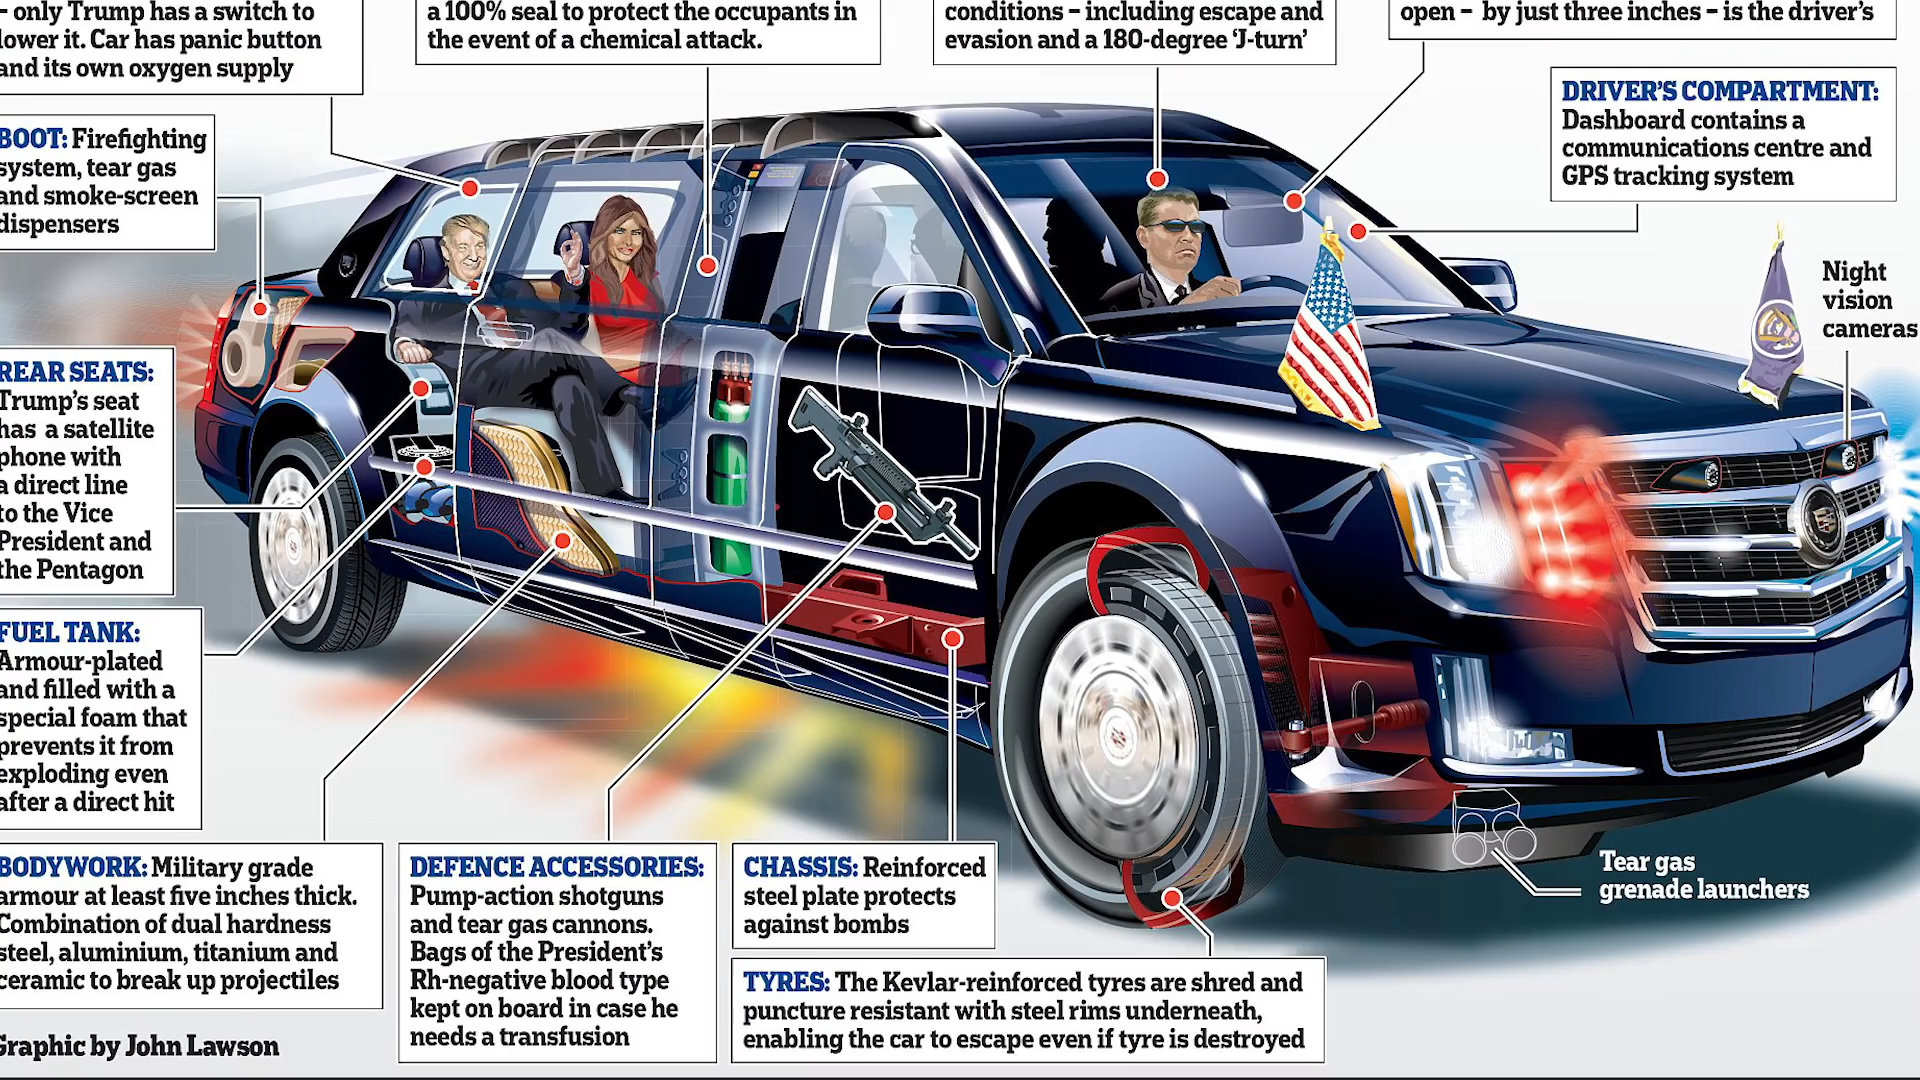 – only Trump has a switch to
lower it. Car has panic button
and its own oxygen supply
a 100% seal to protect the occupants in
the event of a chemical attack.
conditions – including escape and
evasion and a 180-degree ‘J-turn’
open – by just three inches – is the driver’s
DRIVER’S COMPARTMENT:
Dashboard contains a
communications centre and
GPS tracking system
BOOT: Firefighting
system, tear gas
and smoke-screen
dispensers
Night
vision
cameras
REAR SEATS:
Trump’s seat
has a satellite
phone with
a direct line
to the Vice
President and
the Pentagon
FUEL TANK:
Armour-plated
and filled with a
special foam that
prevents it from
exploding even
after a direct hit
BODYWORK: Military grade
armour at least five inches thick.
Combination of dual hardness
steel, aluminium, titanium and
ceramic to break up projectiles
DEFENCE ACCESSORIES:
Pump-action shotguns
and tear gas cannons.
Bags of the President’s
Rh-negative blood type
kept on board in case he
needs a transfusion
CHASSIS: Reinforced
steel plate protects
against bombs
TYRES: The Kevlar-reinforced tyres are shred and
puncture resistant with steel rims underneath,
enabling the car to escape even if tyre is destroyed
Tear gas
grenade launchers
Graphic by John Lawson